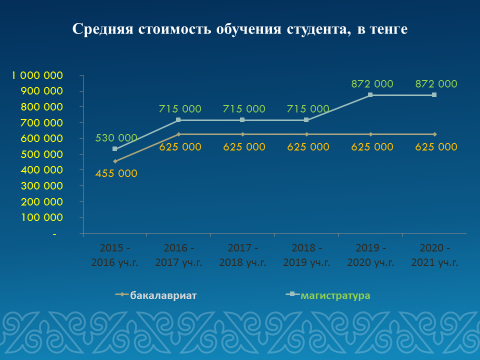 Средняя стоимость обучения студента, в тенге
1 000 000
900 000
800 000
700 000
600 000
500 000
400 000
300 000
200 000
100 000
-
530 000
715 000
715 000
715 000
872 000
872 000
455 000
625 000
625 000
625 000
625 000
625 000
2015 -
2016 уч.г.
2016 -
2017 уч.г.
2017 -
2018 уч.г.
2018 -
2019 уч.г.
2019 -
2020 уч.г.
2020 -
2021 уч.г.
бакалавриат
магистратура